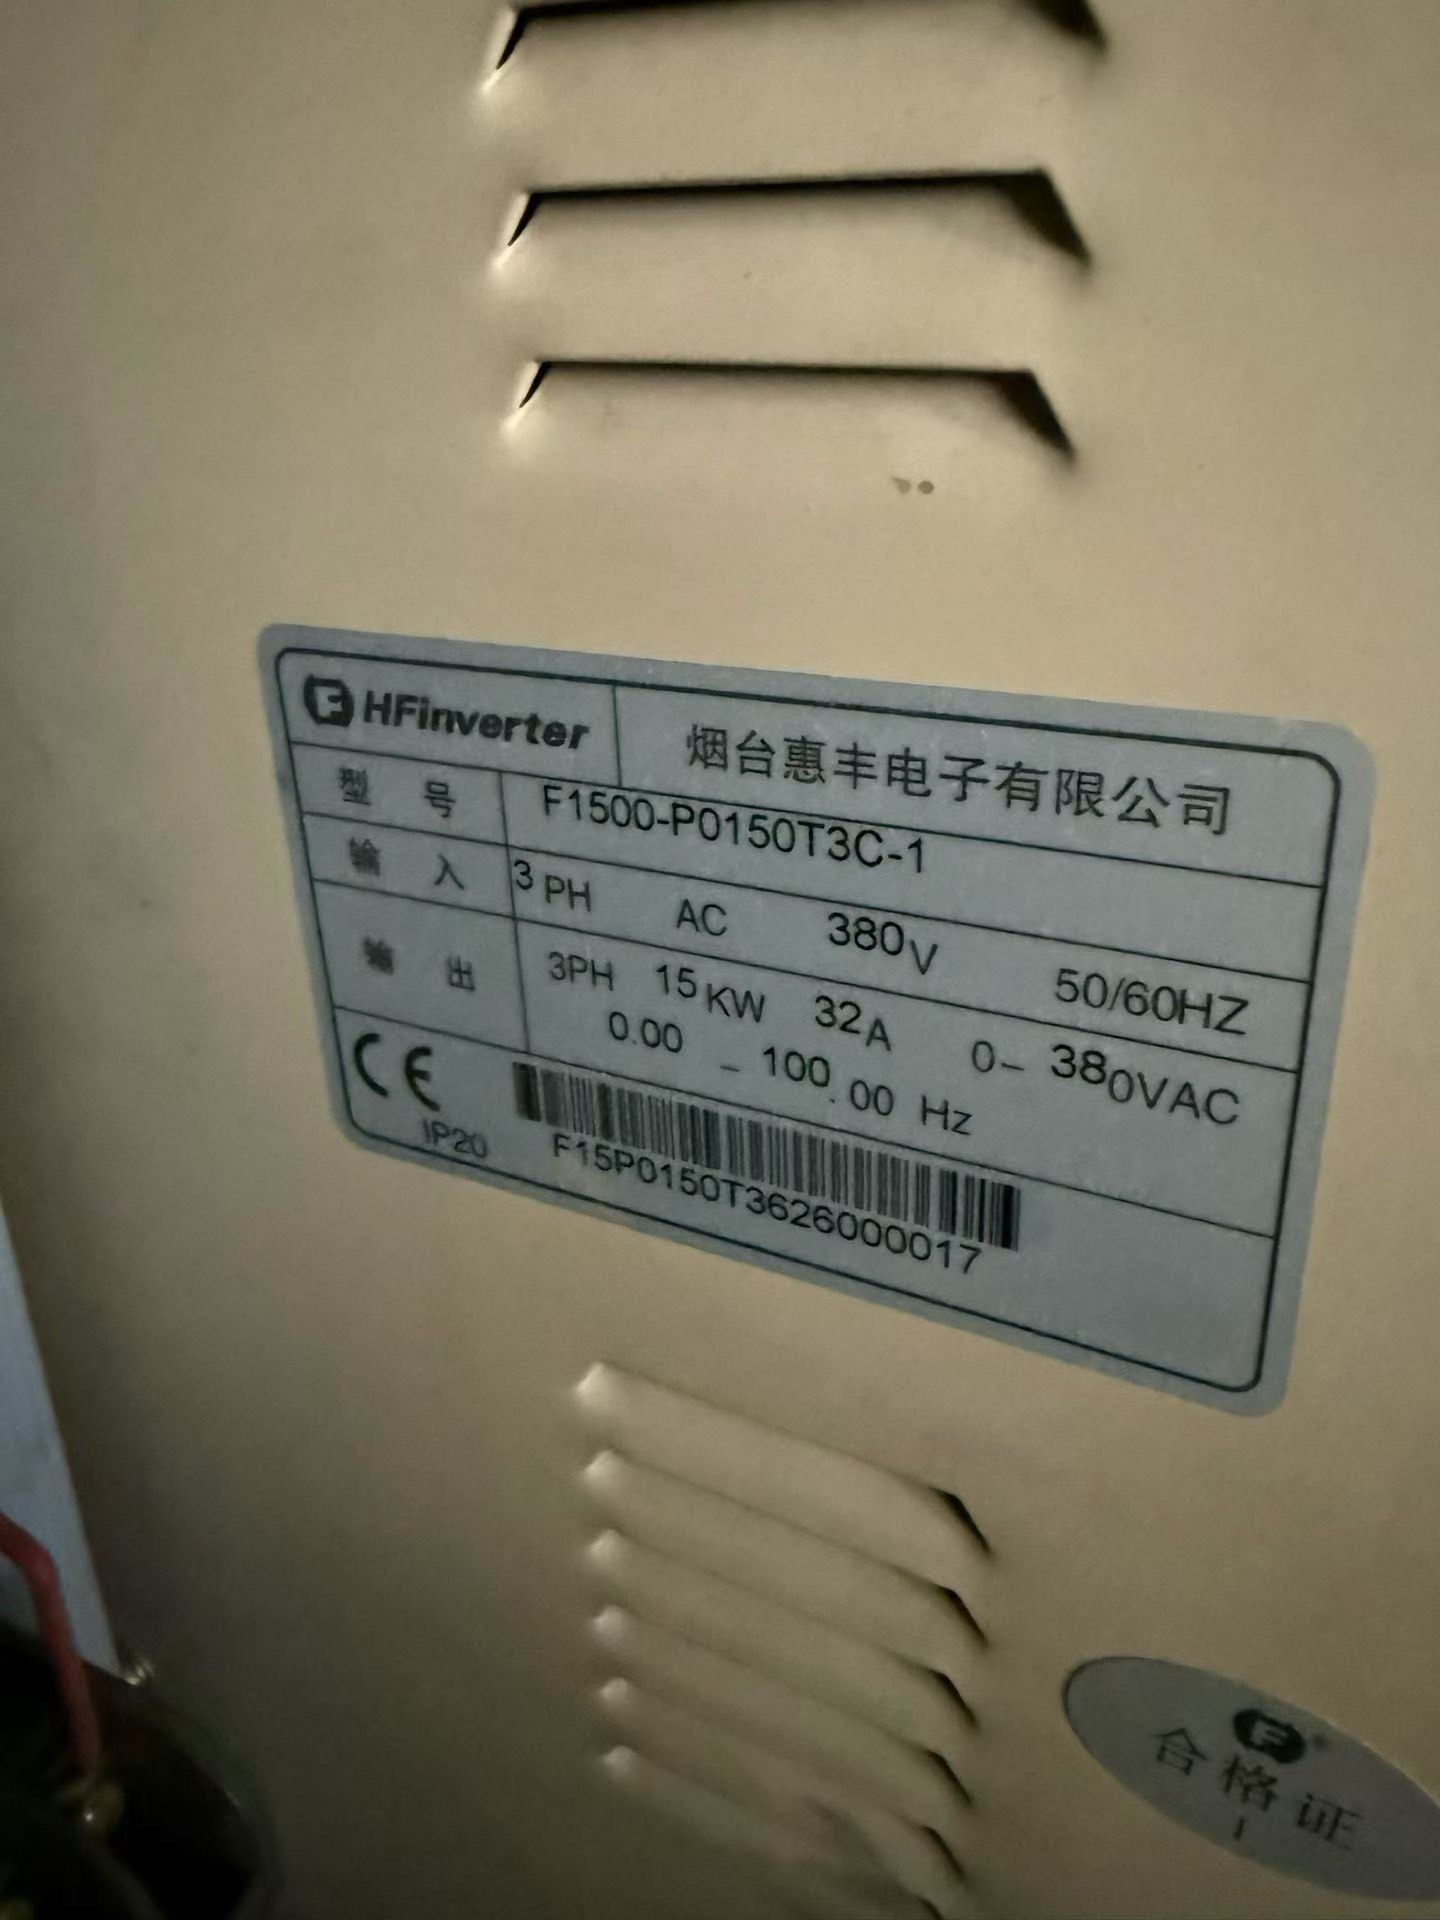 HFinverter
烟台惠丰电子有限公司
型 号 F1500-P0150T3C-1
输 入 3PH AC 380V 50/60HZ
输 出 3PH 15KW 32A 0- 380VAC
0.00 - 100.00 Hz
CE
IP20
F15P0150T3626000017
合格证
1